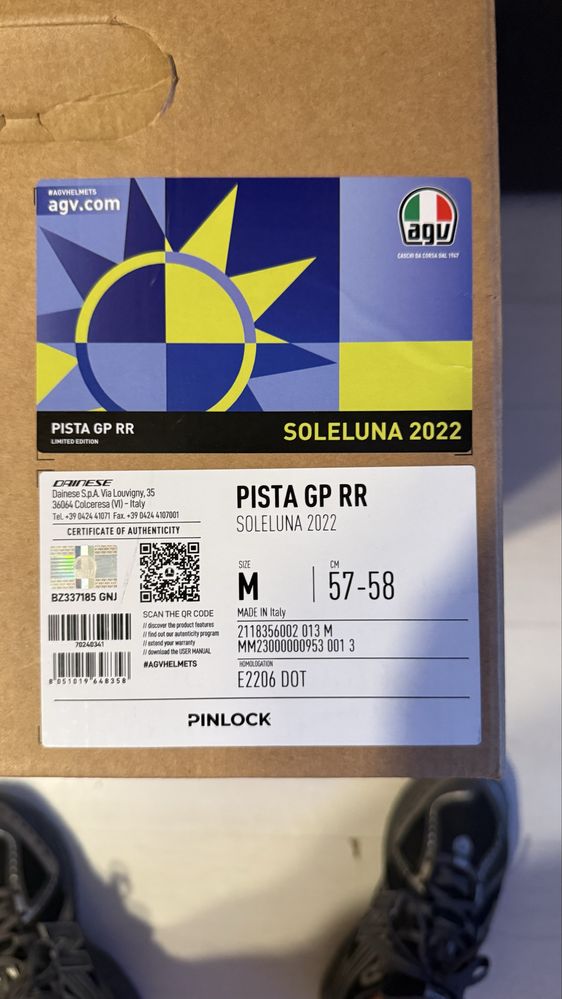 #AGVHELMETS
agv.com
agv
CASCHI DA CORSA DAL 1947
PISTA GP RR
LIMITED EDITION
SOLELUNA 2022
DAINESE
Dainese S.p.A. Via Louvigny, 35
36064 Colceresa (VI) - Italy
Tel. +39 0424 41071 Fax. +39 0424 4107001
CERTIFICATE OF AUTHENTICITY
BZ337185 GNJ
70240341
8 051019 648358
SCAN THE QR CODE
// discover the product features
// find our autenticity program
// extend your warranty
// download the USER MANUAL
#AGVHELMETS
PISTA GP RR
SOLELUNA 2022
SIZE
M
CM
57-58
MADE IN Italy
2118356002 013 M
MM23000000953 001 3
HOMOLOGATION
E2206 DOT
PINLOCK